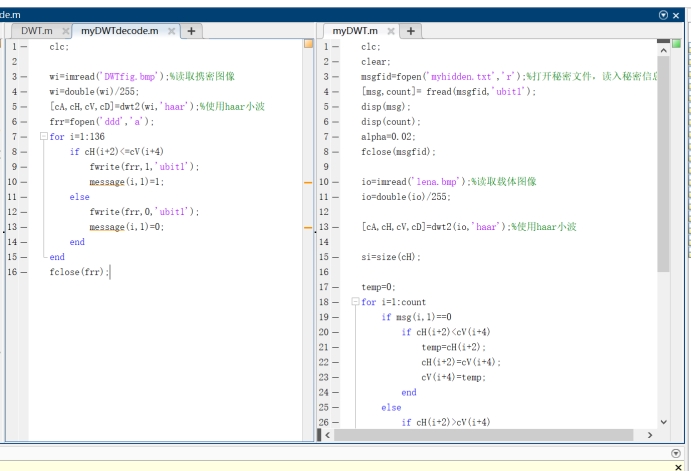 de.m
DWT.m × myDWTdecode.m × +
1 — clc;
2
3 — wi=imread('DWTfig.bmp');%读取携密图像
4 — wi=double(wi)/255;
5 — [cA,cH,cV,cD]=dwt2(wi,'haar');%使用haar小波
6 — frr=fopen('ddd','a');
7 — for i=1:136
8 — if cH(i+2)<=cV(i+4)
9 — fwrite(frr,1,'ubit1');
10 — message(i,1)=1;
11 — else
12 — fwrite(frr,0,'ubit1');
13 — message(i,1)=0;
14 — end
15 — end
16 — fclose(frr);
myDWT.m × +
1 — clc;
2 — clear;
3 — msgfid=fopen('myhidden.txt','r');%打开秘密文件，读入秘密信息
4 — [msg,count]= fread(msgfid,'ubit1');
5 — disp(msg);
6 — disp(count);
7 — alpha=0.02;
8 — fclose(msgfid);
9
10 — io=imread('lena.bmp');%读取载体图像
11 — io=double(io)/255;
12
13 — [cA,cH,cV,cD]=dwt2(io,'haar');%使用haar小波
14
15 — si=size(cH);
16
17 — temp=0;
18 — for i=1:count
19 — if msg(i,1)==0
20 — if cH(i+2)<cV(i+4)
21 — temp=cH(i+2);
22 — cH(i+2)=cV(i+4);
23 — cV(i+4)=temp;
24 — end
25 — else
26 — if cH(i+2)>cV(i+4)